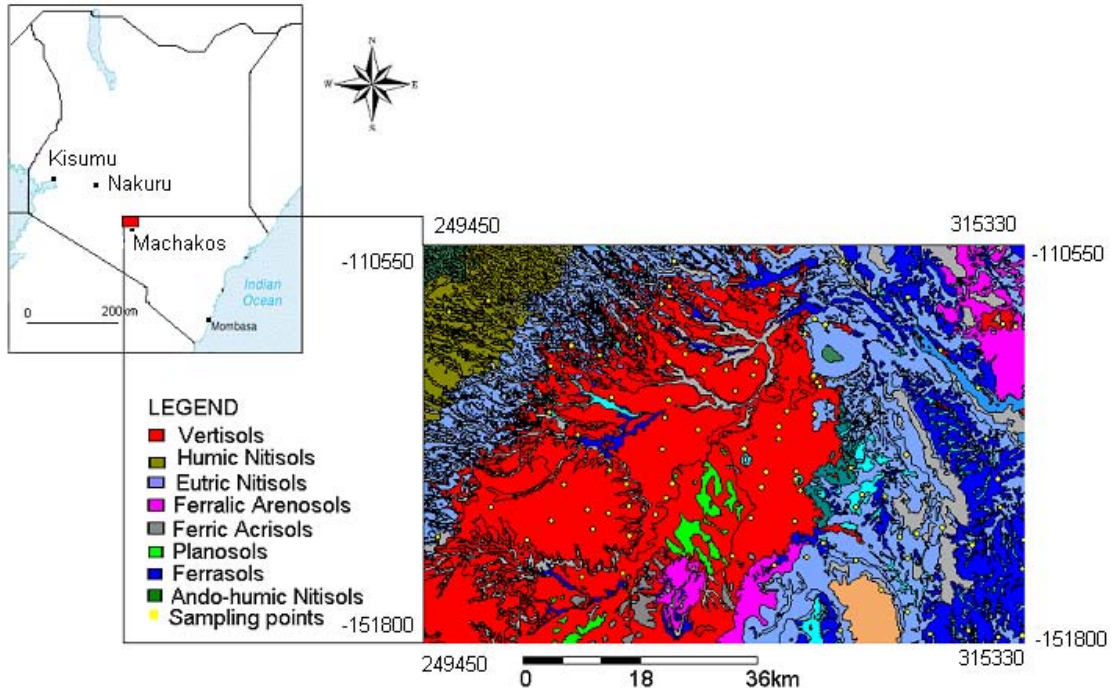 N
W
E
S
Kisumu
Nakuru
Machakos
Indian
Ocean
0
200km
Mombasa
249450
315330
-110550
-110550
LEGEND
Vertisols
Humic Nitisols
Eutric Nitisols
Ferralic Arenosols
Ferric Acrisols
Planosols
Ferrasols
Ando-humic Nitisols
Sampling points
-151800
-151800
249450
315330
0
18
36km